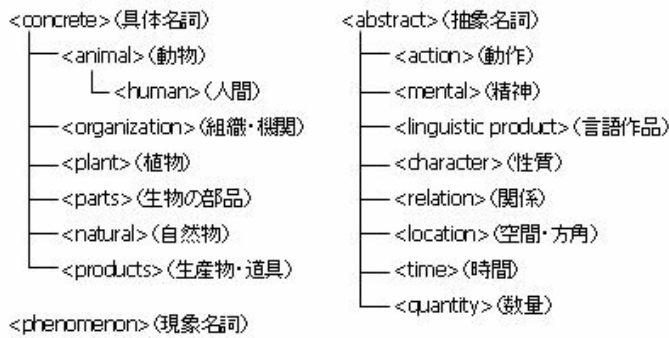 <concrete>(具体名詞)
<animal>(動物)
<human>(人間)
<organization>(組織・機関)
<plant>(植物)
<parts>(生物の部品)
<natural>(自然物)
<products>(生産物・道具)
<phenomenon>(現象名詞)
<abstract>(抽象名詞)
<action>(動作)
<mental>(精神)
<linguistic product>(言語作品)
<character>(性質)
<relation>(関係)
<location>(空間・方角)
<time>(時間)
<quantity>(数量)